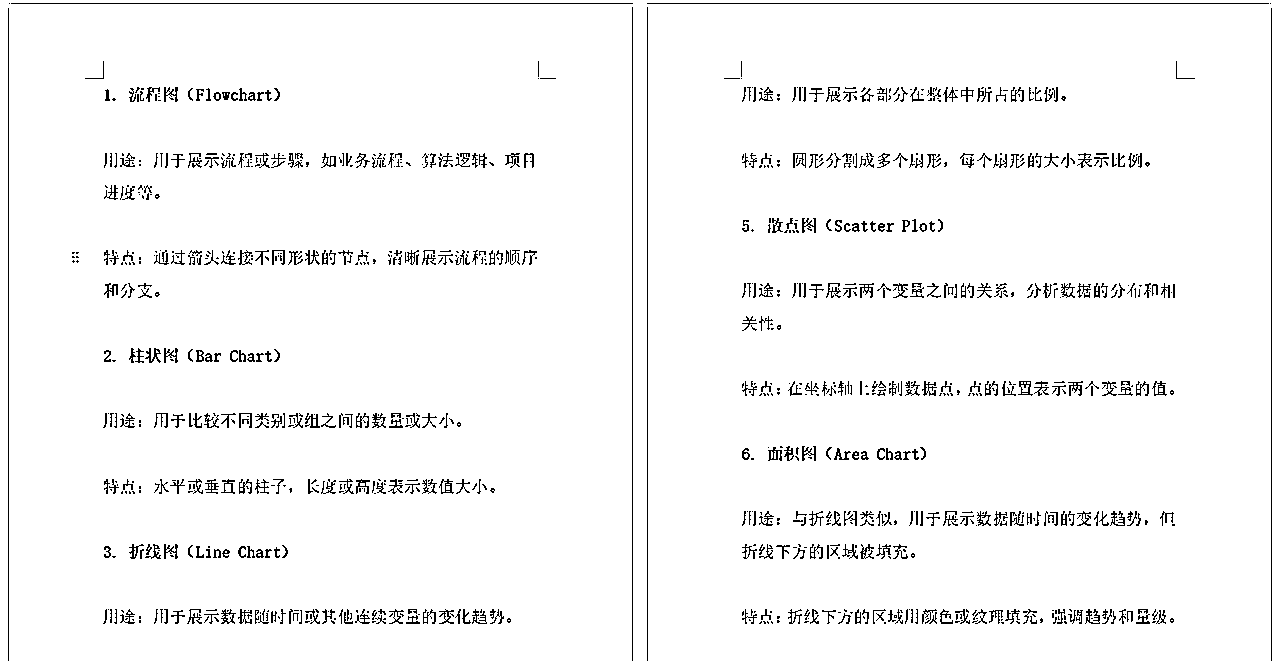 1. 流程图（Flowchart）
用途：用于展示流程或步骤，如业务流程、算法逻辑、项目
进度等。
特点：通过箭头连接不同形状的节点，清晰展示流程的顺序
和分支。
2. 柱状图（Bar Chart）
用途：用于比较不同类别或组之间的数量或大小。
特点：水平或垂直的柱子，长度或高度表示数值大小。
3. 折线图（Line Chart）
用途：用于展示数据随时间或其他连续变量的变化趋势。
用途：用于展示各部分在整体中所占的比例。
特点：圆形分割成多个扇形，每个扇形的大小表示比例。
5. 散点图（Scatter Plot）
用途：用于展示两个变量之间的关系，分析数据的分布和相
关性。
特点：在坐标轴上绘制数据点，点的位置表示两个变量的值。
6. 面积图（Area Chart）
用途：与折线图类似，用于展示数据随时间的变化趋势，但
折线下方的区域被填充。
特点：折线下方的区域用颜色或纹理填充，强调趋势和量级。